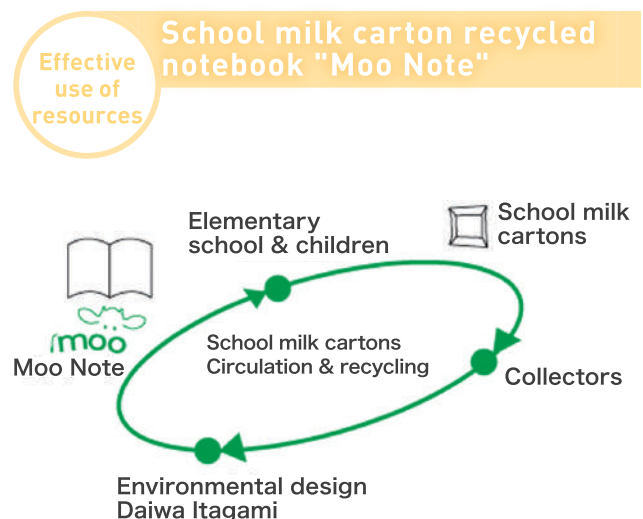 School milk carton recycled
notebook "Moo Note"
Effective
use of
resources
Elementary
school & children
School milk
cartons
School milk cartons
Circulation & recycling
moo
Moo Note
Collectors
Environmental design
Daiwa Itagami